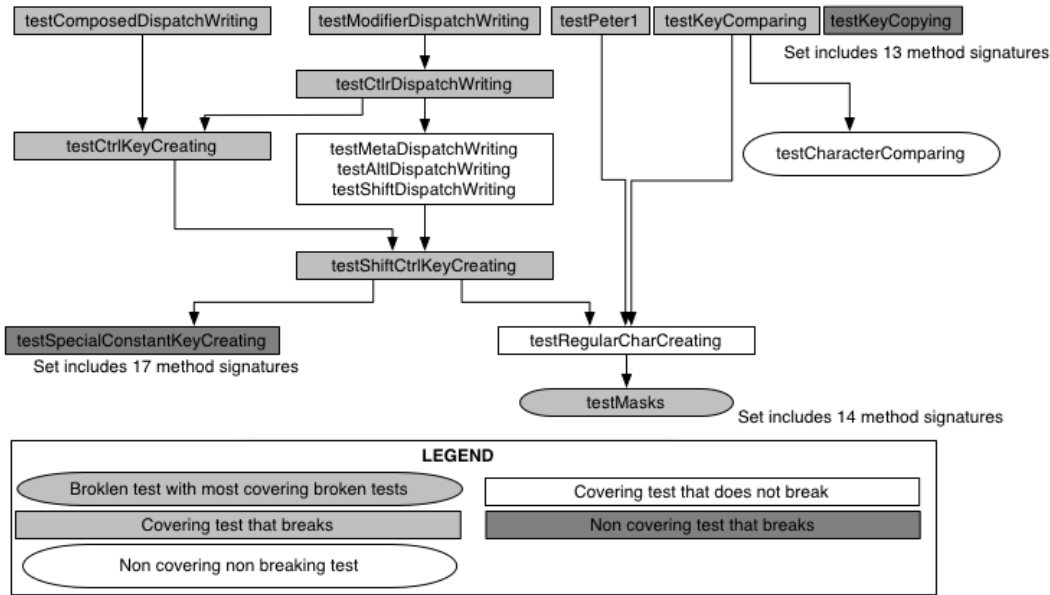 testComposedDispatchWriting
testModifierDispatchWriting
testPeter1
testKeyComparing
testKeyCopying
Set includes 13 method signatures
testCtlrDispatchWriting
testCtrlKeyCreating
testMetaDispatchWriting
testAltlDispatchWriting
testShiftDispatchWriting
testCharacterComparing
testShiftCtrlKeyCreating
testSpecialConstantKeyCreating
testRegularCharCreating
Set includes 17 method signatures
testMasks
Set includes 14 method signatures
LEGEND
Broklen test with most covering broken tests
Covering test that does not break
Covering test that breaks
Non covering test that breaks
Non covering non breaking test